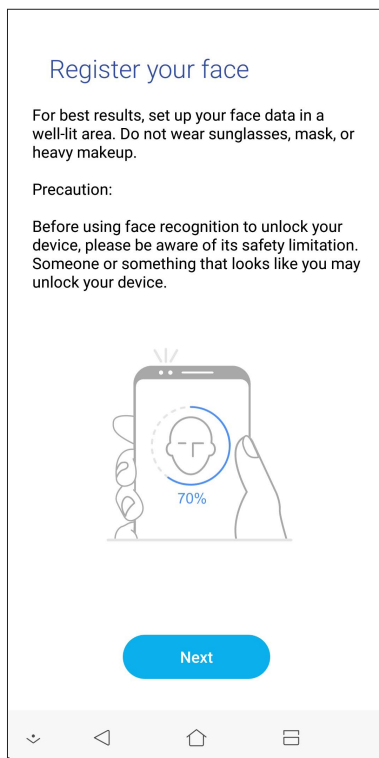 Register your face
For best results, set up your face data in a
well-lit area. Do not wear sunglasses, mask, or
heavy makeup.
Precaution:
Before using face recognition to unlock your
device, please be aware of its safety limitation.
Someone or something that looks like you may
unlock your device.
70%
Next